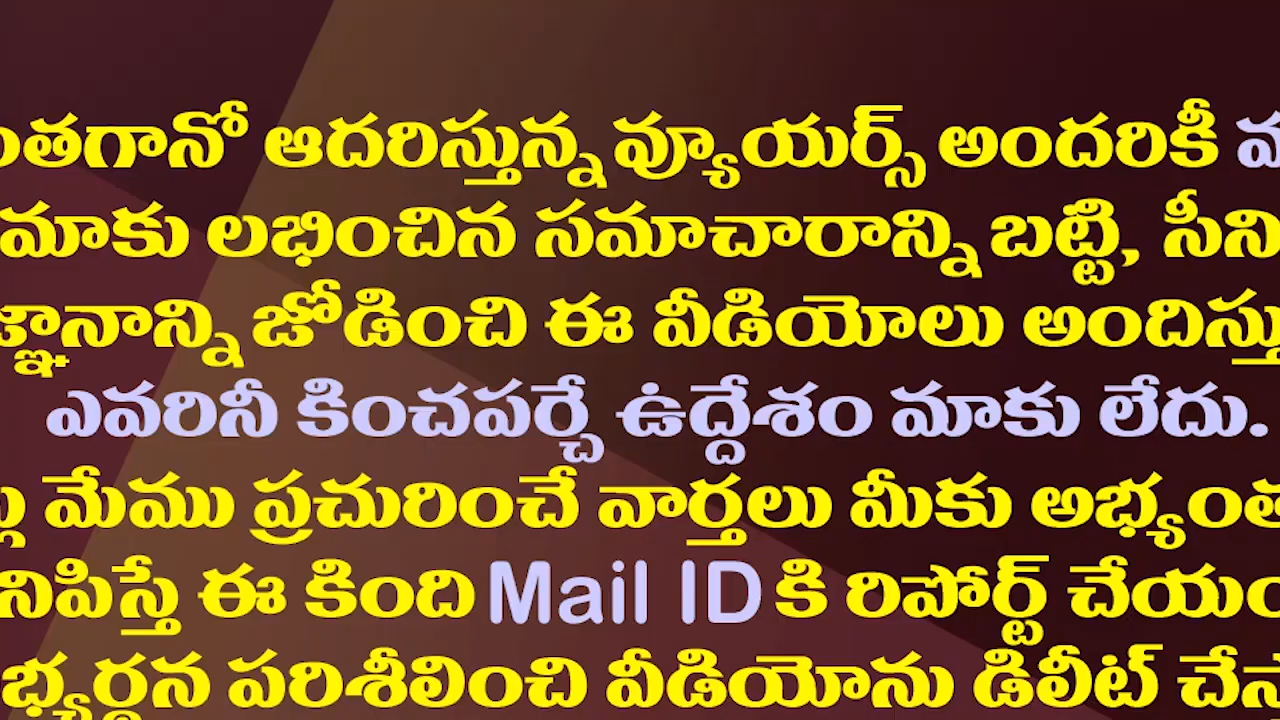 ంతగానో ఆదరిస్తున్న వ్యూయర్స్ అందరికీ
మాకు లభించిన సమాచారాన్ని బట్టి, సీని
జ్ఞానాన్ని జోడించి ఈ వీడియోలు అందిస్తు
ఎవరినీ కించపర్చే ఉద్దేశం మాకు లేదు.
మేము ప్రచురించే వార్తలు మీకు అభ్యంత
నిపిస్తే ఈ కింది Mail ID కి రిపోర్ట్ చేయం
భ్యర్థన పరిశీలించి వీడియోను డిలీట్ చేస